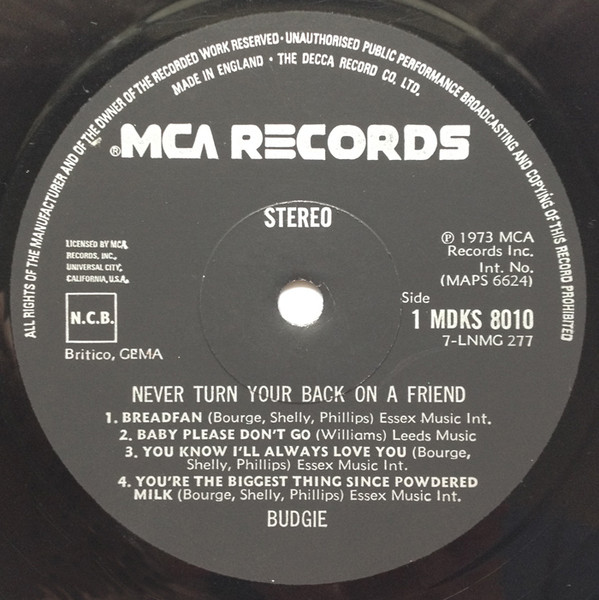 ALL RIGHTS OF THE MANUFACTURER AND OF THE OWNER OF THE RECORDED WORK RESERVED · UNAUTHORISED PUBLIC PERFORMANCE BROADCASTING AND COPYING OF THIS RECORD PROHIBITED
MADE IN ENGLAND · THE DECCA RECORD CO. LTD.
® MCA RECORDS
STEREO
LICENSED BY MCA
RECORDS, INC.,
UNIVERSAL CITY,
CALIFORNIA, U.S.A.
N.C.B.
Britico, GEMA
℗ 1973 MCA
Records Inc.
Int. No.
(MAPS 6624)
Side
1 MDKS 8010
7-LNMG 277
NEVER TURN YOUR BACK ON A FRIEND
1. BREADFAN (Bourge, Shelly, Phillips) Essex Music Int.
2. BABY PLEASE DON'T GO (Williams) Leeds Music
3. YOU KNOW I'LL ALWAYS LOVE YOU (Bourge,
Shelly, Phillips) Essex Music Int.
4. YOU'RE THE BIGGEST THING SINCE POWDERED
MILK (Bourge, Shelly, Phillips) Essex Music Int.
BUDGIE